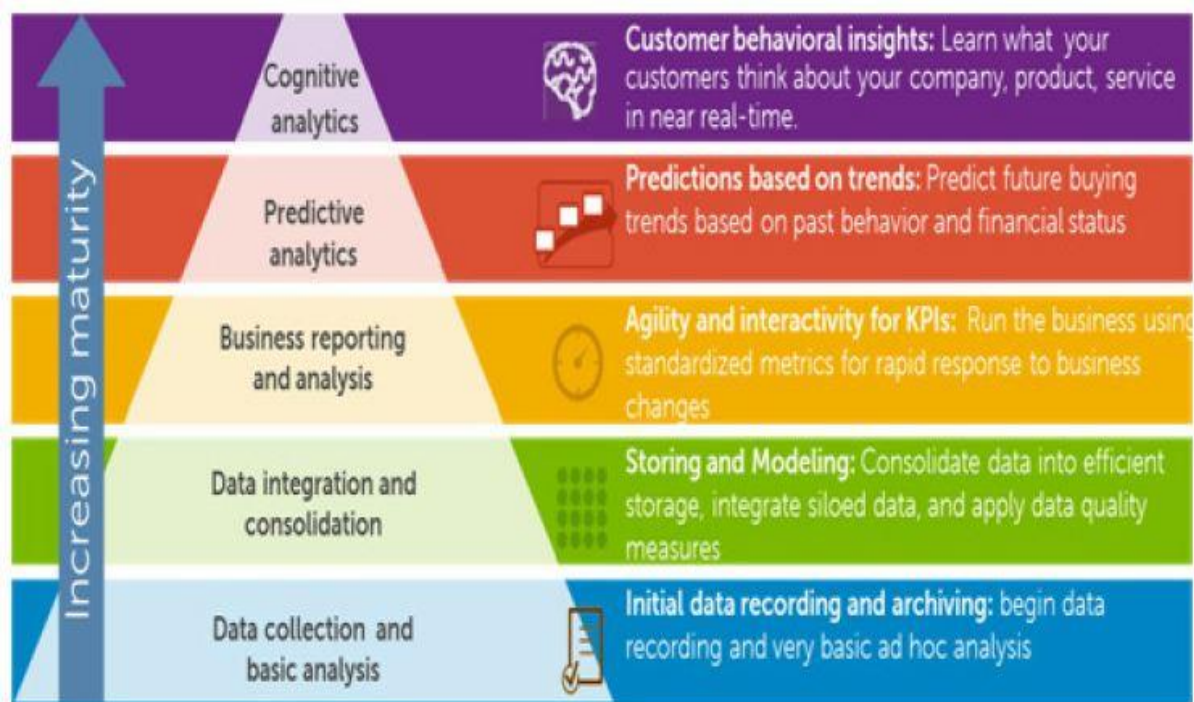 Increasing maturity
Cognitive
analytics
Customer behavioral insights: Learn what your
customers think about your company, product, service
in near real-time.
Predictive
analytics
Predictions based on trends: Predict future buying
trends based on past behavior and financial status
Business reporting
and analysis
Agility and interactivity for KPIs: Run the business using
standardized metrics for rapid response to business
changes
Data integration and
consolidation
Storing and Modeling: Consolidate data into efficient
storage, integrate siloed data, and apply data quality
measures
Data collection and
basic analysis
Initial data recording and archiving: begin data
recording and very basic ad hoc analysis